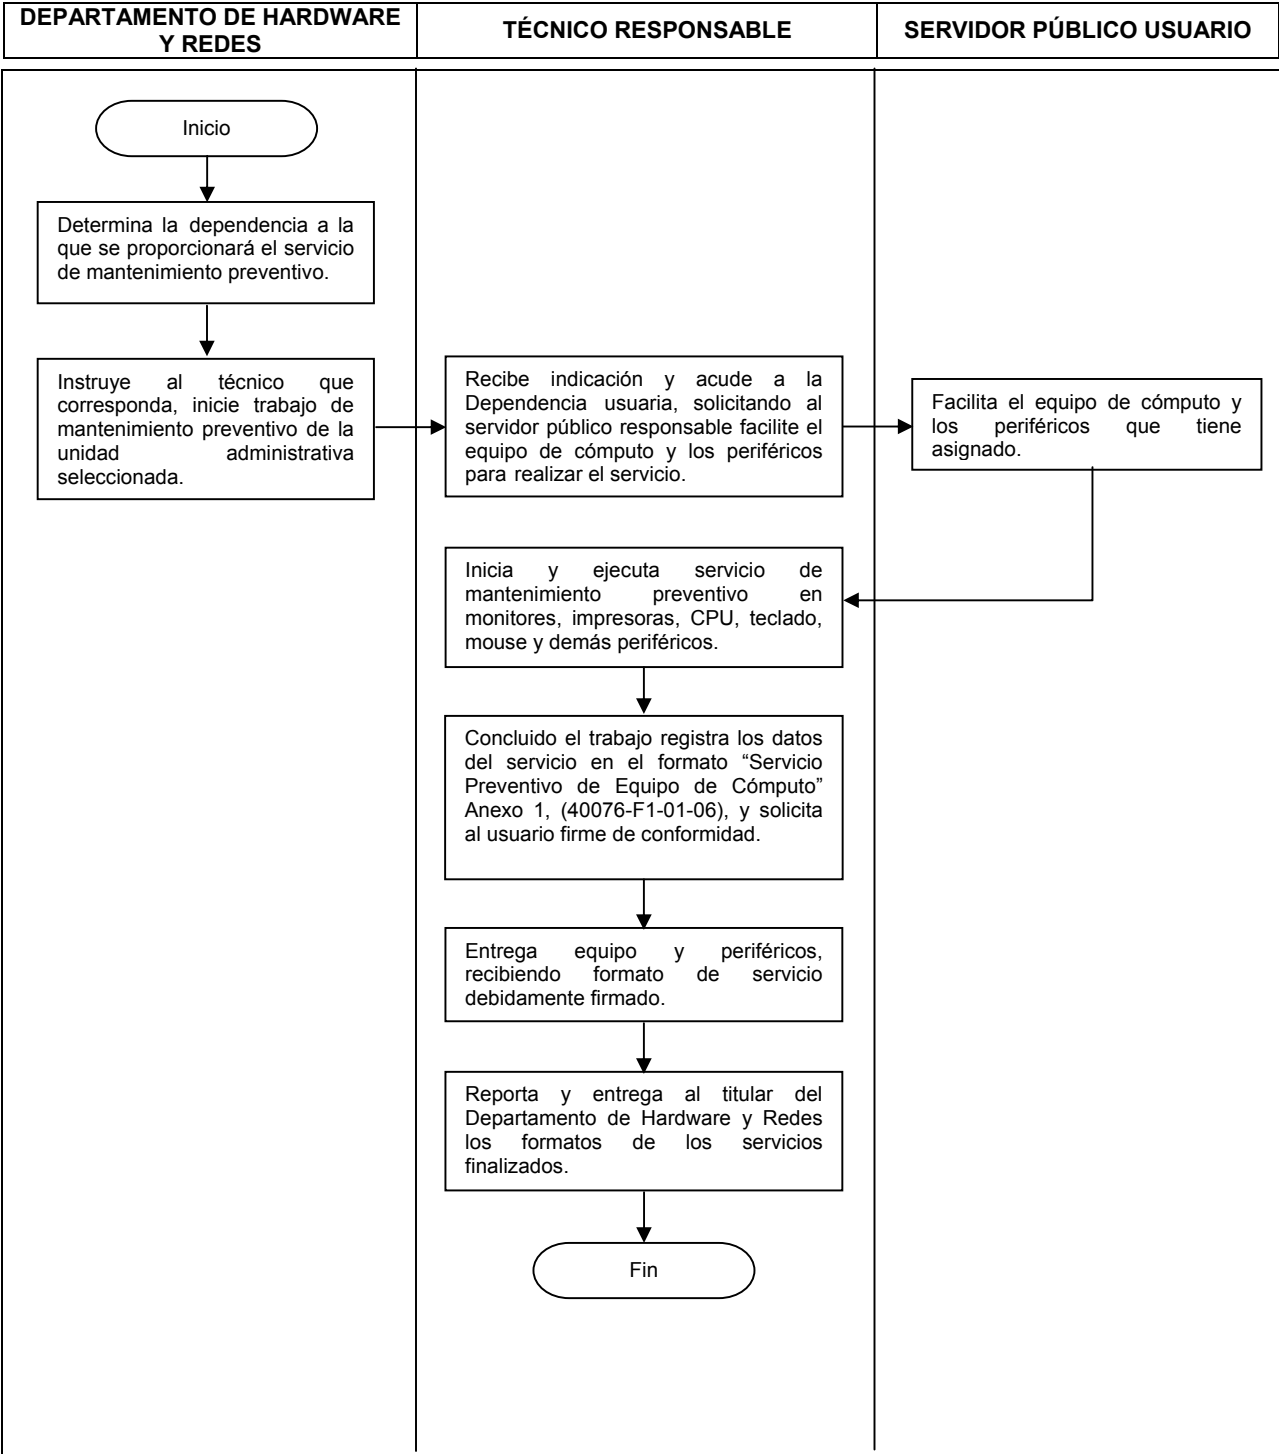 DEPARTAMENTO DE HARDWARE
Y REDES
TÉCNICO RESPONSABLE
SERVIDOR PÚBLICO USUARIO
Inicio
Determina la dependencia a la
que se proporcionará el servicio
de mantenimiento preventivo.
Instruye al técnico que
corresponda, inicie trabajo de
mantenimiento preventivo de la
unidad administrativa
seleccionada.
Recibe indicación y acude a la
Dependencia usuaria, solicitando al
servidor público responsable facilite el
equipo de cómputo y los periféricos
para realizar el servicio.
Facilita el equipo de cómputo y
los periféricos que tiene
asignado.
Inicia y ejecuta servicio de
mantenimiento preventivo en
monitores, impresoras, CPU, teclado,
mouse y demás periféricos.
Concluido el trabajo registra los datos
del servicio en el formato “Servicio
Preventivo de Equipo de Cómputo”
Anexo 1, (40076-F1-01-06), y solicita
al usuario firme de conformidad.
Entrega equipo y periféricos,
recibiendo formato de servicio
debidamente firmado.
Reporta y entrega al titular del
Departamento de Hardware y Redes
los formatos de los servicios
finalizados.
Fin